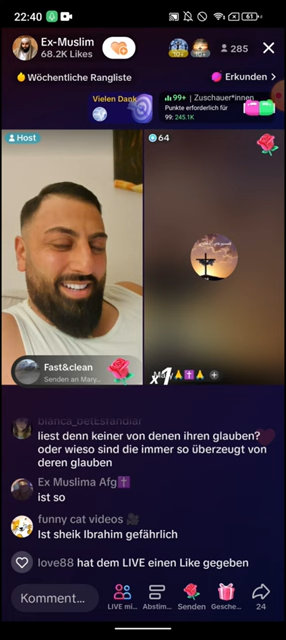 22:40
61%
Ex-Muslim
68.2K Likes
285
Wöchentliche Rangliste
Erkunden >
Vielen Dank
99+ | Zuschauer*innen
Punkte erforderlich für
99: 245.1K
Host
64
Fast&clean
Senden an Mary...
x1
bianca_betEsfandiar
liest denn keiner von denen ihren glauben?
oder wieso sind die immer so überzeugt von
deren glauben
Ex Muslima Afg✝️
ist so
funny cat videos 🎥
Ist sheik Ibrahim gefährlich
love88 hat dem LIVE einen Like gegeben
Komment...
LIVE mi...
Abstim...
Senden
Gesche...
24